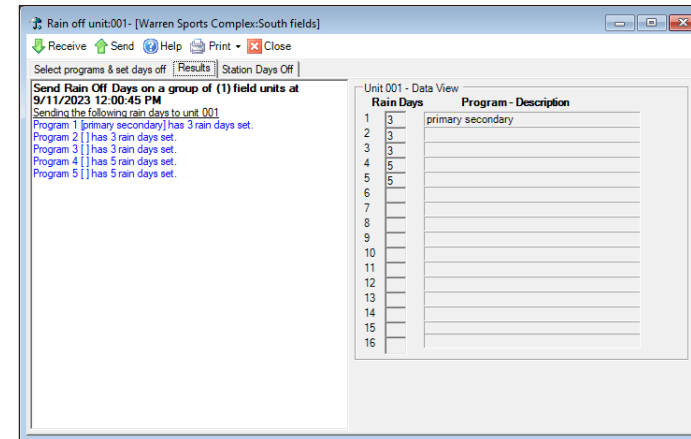 Rain off unit:001- [Warren Sports Complex::South fields]
Receive Send Help Print Close
Select programs & set days off Results Station Days Off
Send Rain Off Days on a group of (1) field units at
9/11/2023 12:00:45 PM
Sending the following rain days to unit 001
Program 1 [primary secondary] has 3 rain days set.
Program 2 [ ] has 3 rain days set.
Program 3 [ ] has 3 rain days set.
Program 4 [ ] has 5 rain days set.
Program 5 [ ] has 5 rain days set.
Unit 001 - Data View
Rain Days Program - Description
1 3 primary secondary
2 3
3 3
4 5
5 5
6
7
8
9
10
11
12
13
14
15
16